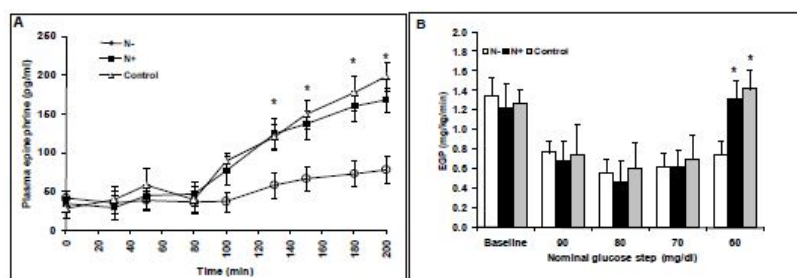 A
N-
N+
Control
Plasma epinephrine (pg/ml)
250
200
150
100
50
0
* * * *
0 20 40 60 80 100 120 140 160 180 200
Time (min)
B
N- N+ Control
EGP (mg/kg/min)
2.0
1.8
1.6
1.4
1.2
1.0
0.8
0.6
0.4
0.2
0.0
* *
Baseline 90 80 70 60
Nominal glucose step (mg/dl)